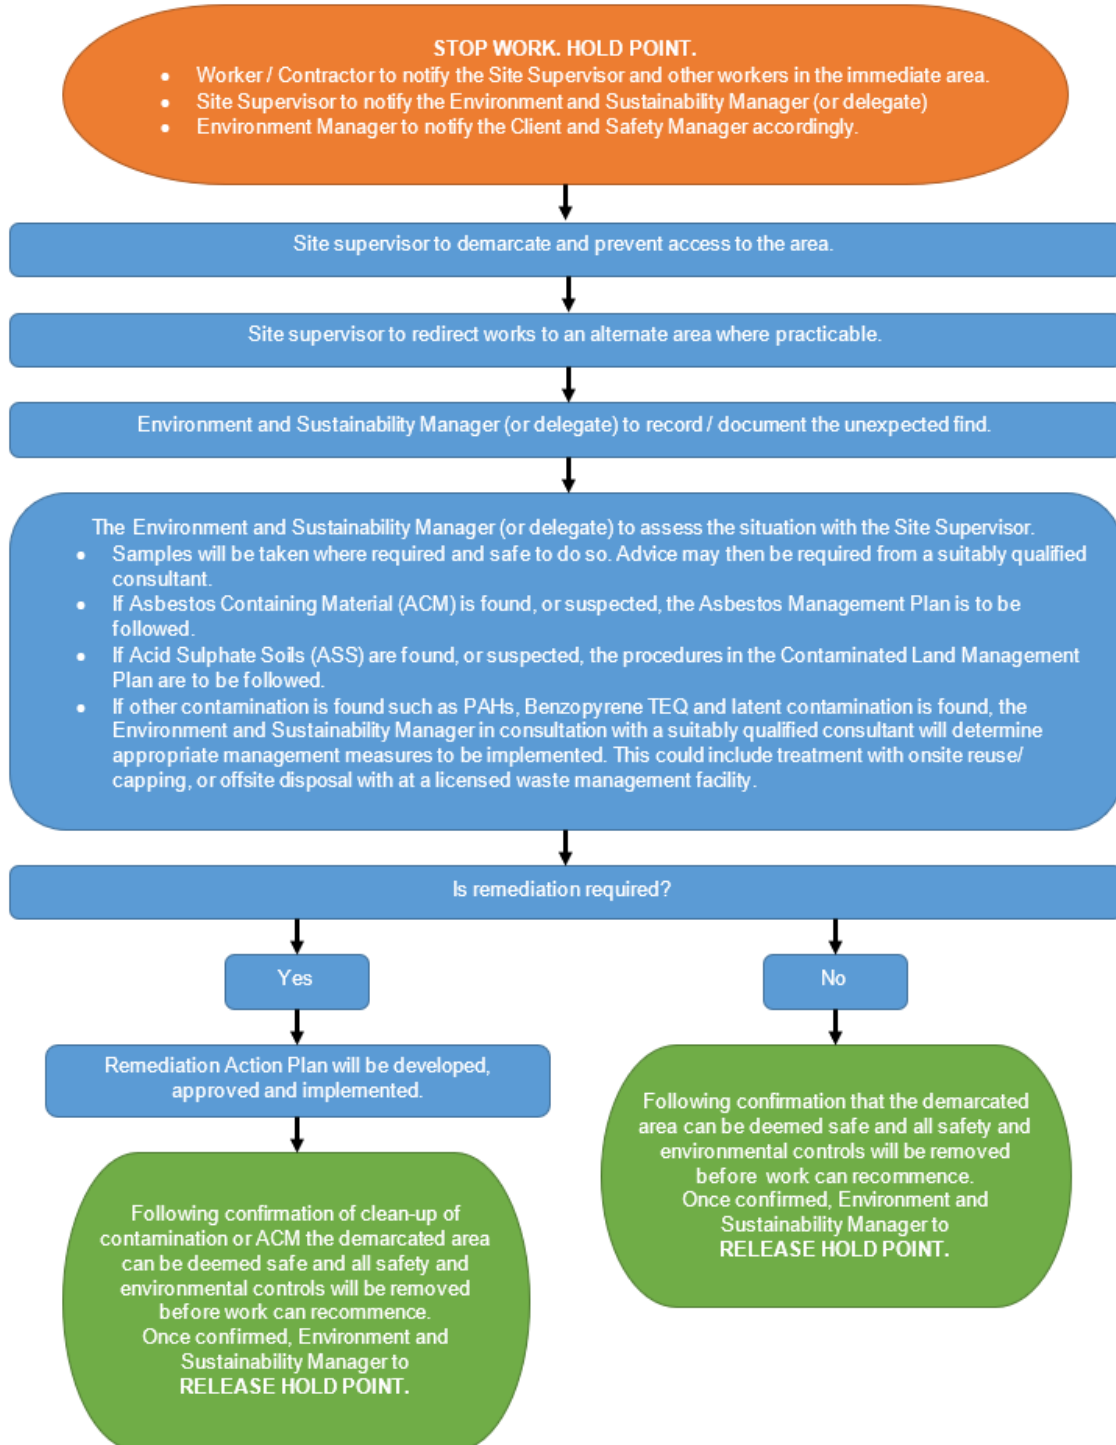 STOP WORK. HOLD POINT.
• Worker / Contractor to notify the Site Supervisor and other workers in the immediate area.
• Site Supervisor to notify the Environment and Sustainability Manager (or delegate)
• Environment Manager to notify the Client and Safety Manager accordingly.
Site supervisor to demarcate and prevent access to the area.
Site supervisor to redirect works to an alternate area where practicable.
Environment and Sustainability Manager (or delegate) to record / document the unexpected find.
The Environment and Sustainability Manager (or delegate) to assess the situation with the Site Supervisor.
• Samples will be taken where required and safe to do so. Advice may then be required from a suitably qualified
consultant.
• If Asbestos Containing Material (ACM) is found, or suspected, the Asbestos Management Plan is to be
followed.
• If Acid Sulphate Soils (ASS) are found, or suspected, the procedures in the Contaminated Land Management
Plan are to be followed.
• If other contamination is found such as PAHs, Benzopyrene TEQ and latent contamination is found, the
Environment and Sustainability Manager in consultation with a suitably qualified consultant will determine
appropriate management measures to be implemented. This could include treatment with onsite reuse/
capping, or offsite disposal with at a licensed waste management facility.
Is remediation required?
Yes
Remediation Action Plan will be developed,
approved and implemented.
Following confirmation of clean-up of
contamination or ACM the demarcated area
can be deemed safe and all safety and
environmental controls will be removed
before work can recommence.
Once confirmed, Environment and
Sustainability Manager to
RELEASE HOLD POINT.
No
Following confirmation that the demarcated
area can be deemed safe and all safety and
environmental controls will be removed
before work can recommence.
Once confirmed, Environment and
Sustainability Manager to
RELEASE HOLD POINT.